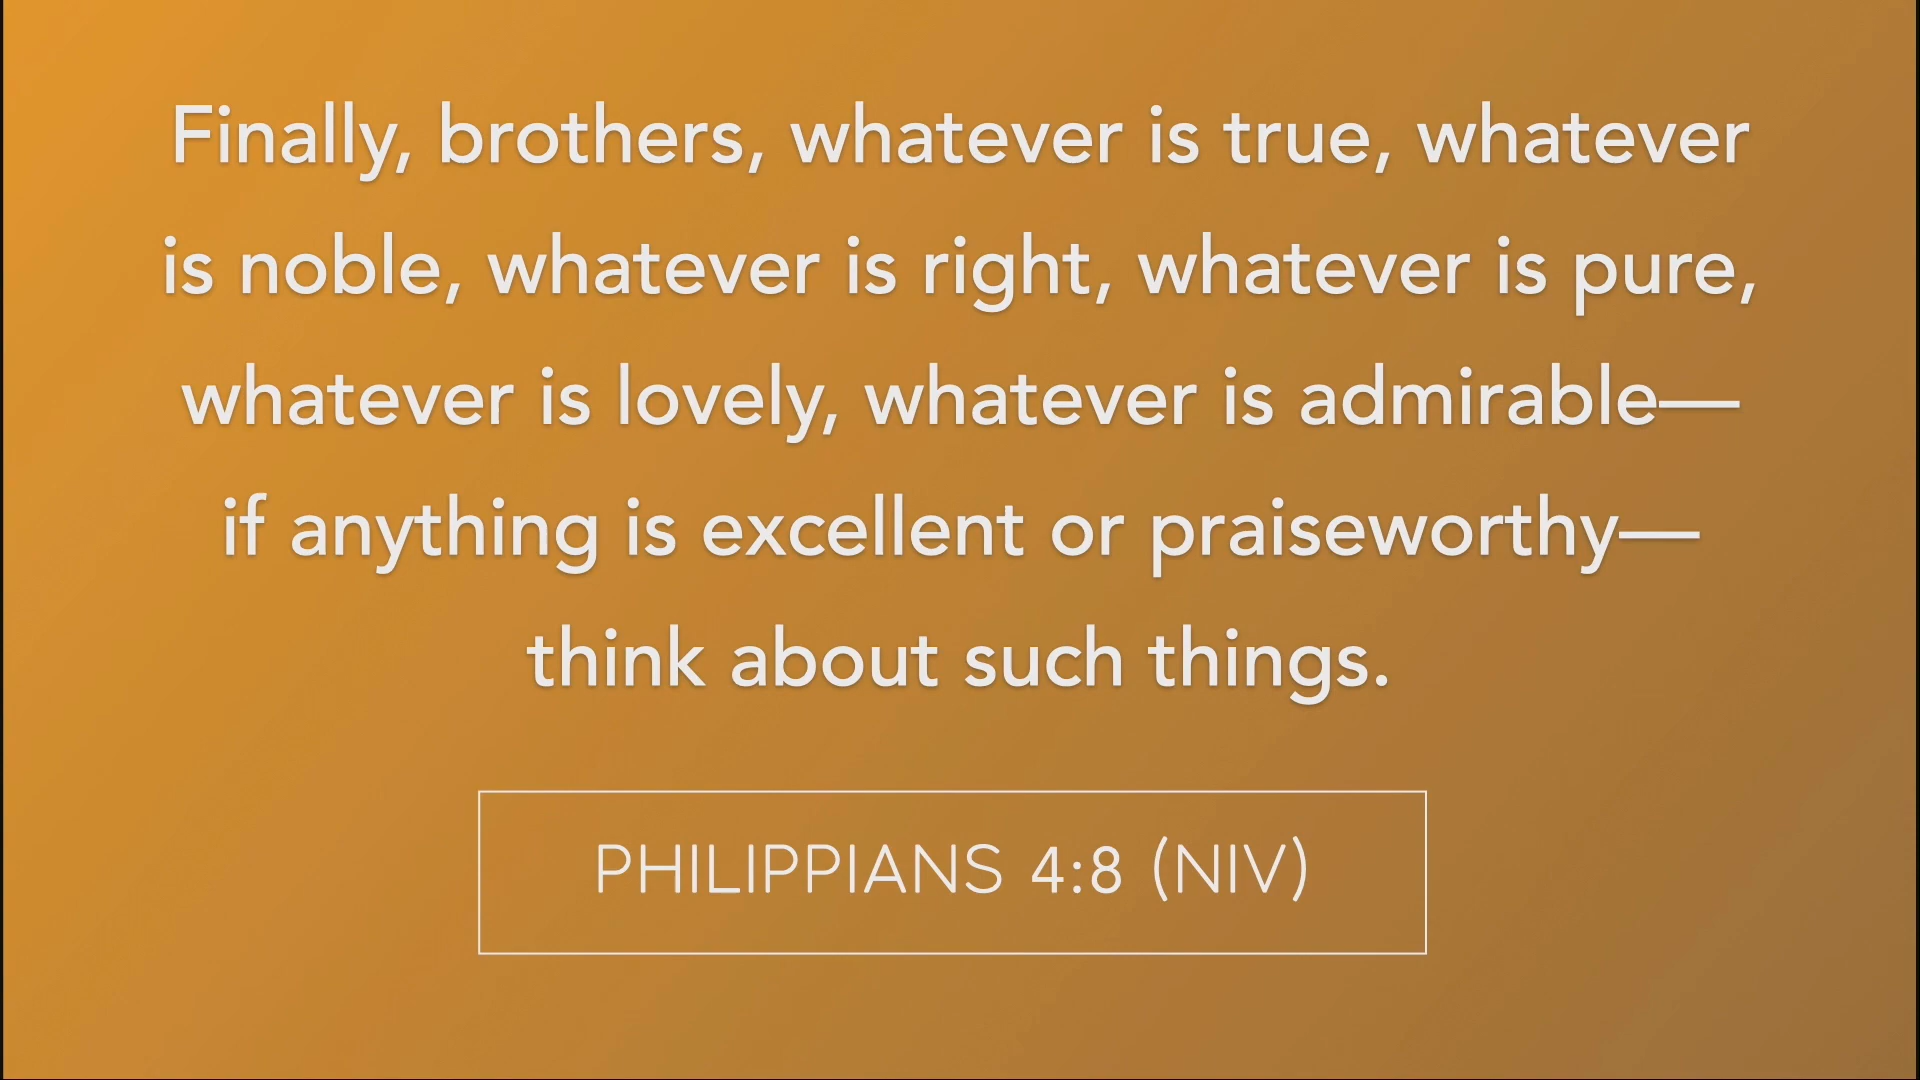 Finally, brothers, whatever is true, whatever
is noble, whatever is right, whatever is pure,
whatever is lovely, whatever is admirable—
if anything is excellent or praiseworthy—
think about such things.
PHILIPPIANS 4:8 (NIV)